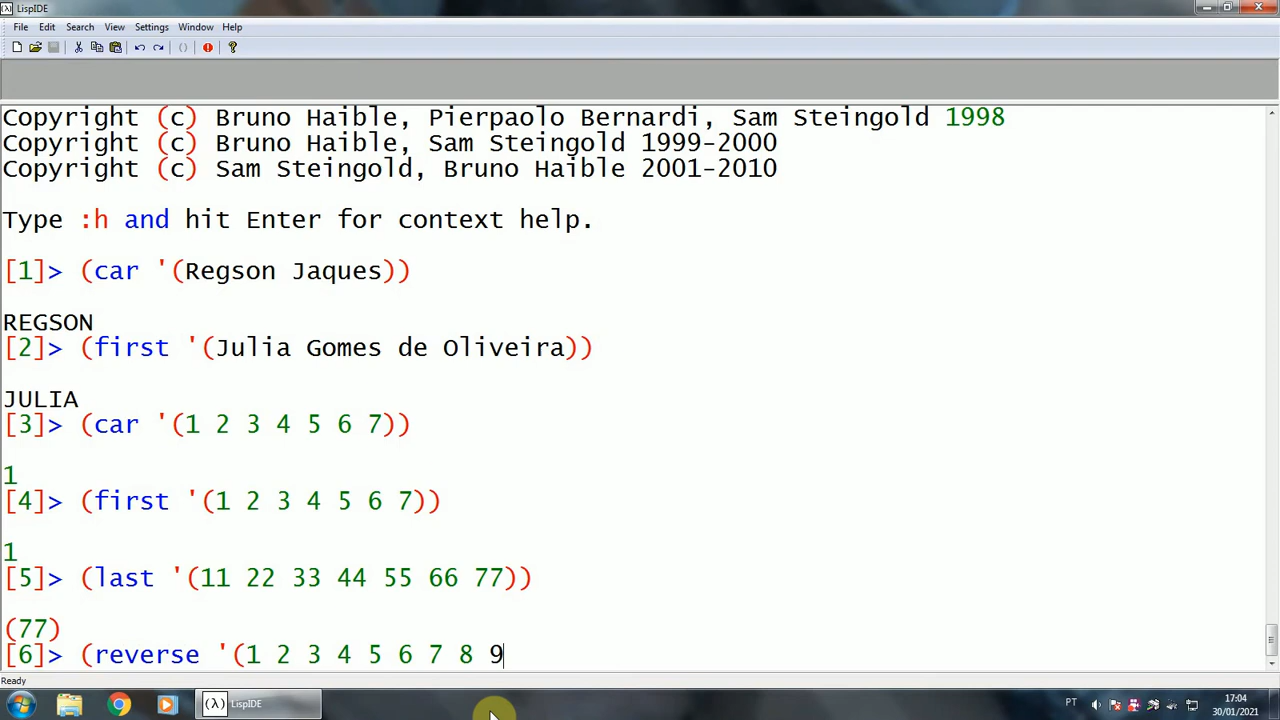 LispIDE
File Edit Search View Settings Window Help
Copyright (c) Bruno Haible, Pierpaolo Bernardi, Sam Steingold 1998
Copyright (c) Bruno Haible, Sam Steingold 1999-2000
Copyright (c) Sam Steingold, Bruno Haible 2001-2010
Type :h and hit Enter for context help.
[1]> (car '(Regson Jaques))
REGSON
[2]> (first '(Julia Gomes de Oliveira))
JULIA
[3]> (car '(1 2 3 4 5 6 7))
1
[4]> (first '(1 2 3 4 5 6 7))
1
[5]> (last '(11 22 33 44 55 66 77))
(77)
[6]> (reverse '(1 2 3 4 5 6 7 8 9
Ready
(λ) LispIDE
PT
17:04
30/01/2021